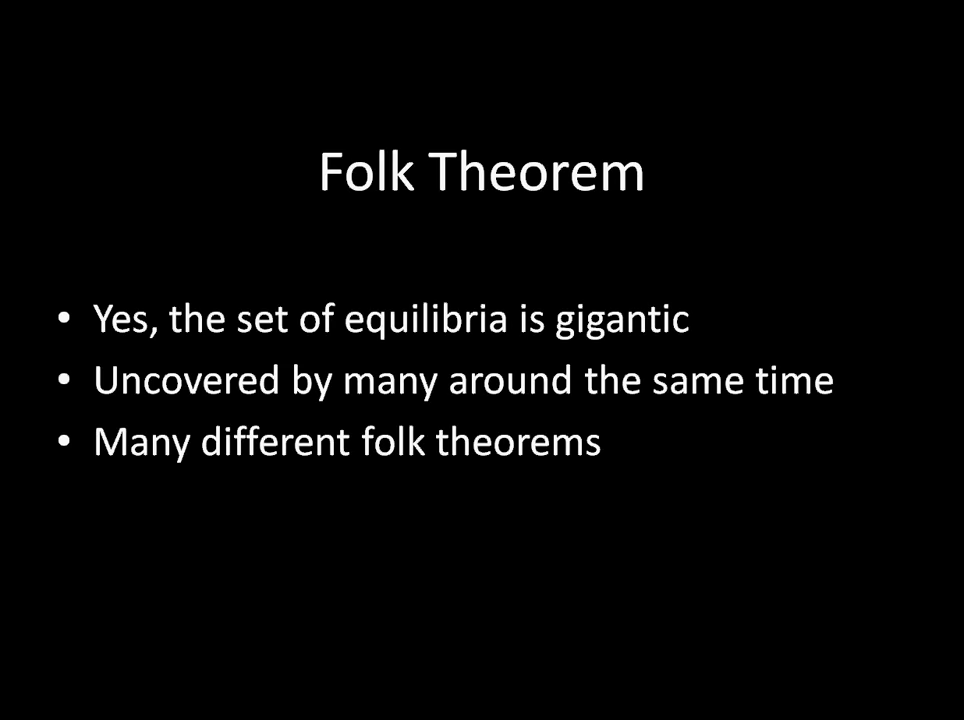 Folk Theorem
• Yes, the set of equilibria is gigantic
• Uncovered by many around the same time
• Many different folk theorems